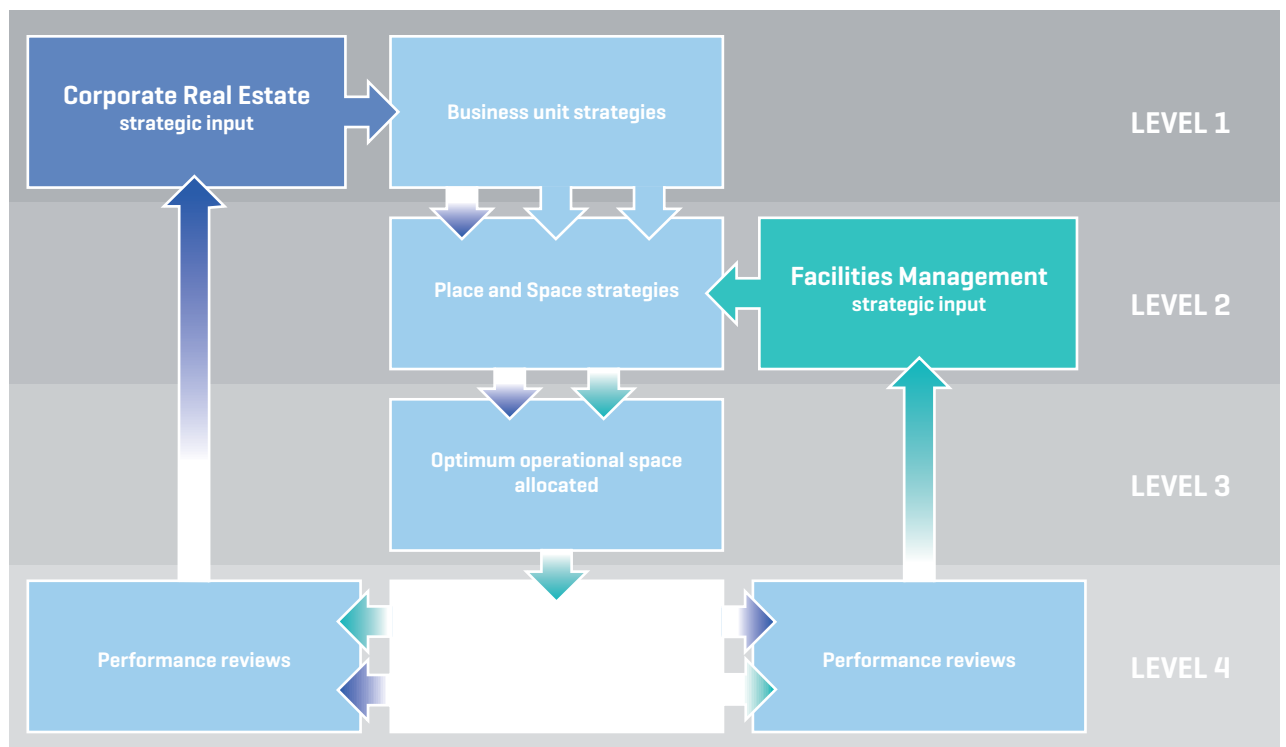 Corporate Real Estate
strategic input
Business unit strategies
LEVEL 1
Place and Space strategies
Facilities Management
strategic input
LEVEL 2
Optimum operational space
allocated
LEVEL 3
Performance reviews
Performance reviews
LEVEL 4